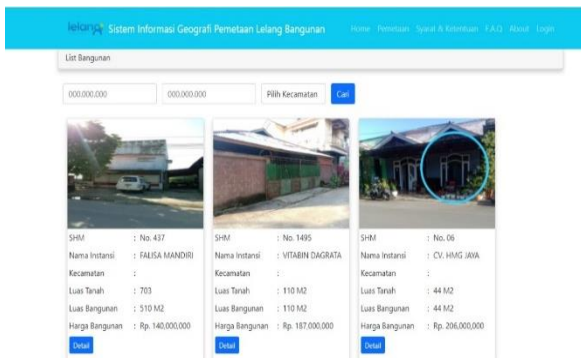 lelang Sistem Informasi Geografi Pemetaan Lelang Bangunan Home Pemetaan Syarat & Ketentuan F.A.Q About Login
List Bangunan
000.000.000 000.000.000 Pilih Kecamatan Cari
SHM : No. 437
Nama Instansi : FALISA MANDIRI
Kecamatan :
Luas Tanah : 703
Luas Bangunan : 510 M2
Harga Bangunan : Rp. 140,000,000
Detail
SHM : No. 1495
Nama Instansi : VITABIN DAGRATA
Kecamatan :
Luas Tanah : 110 M2
Luas Bangunan : 110 M2
Harga Bangunan : Rp. 187,000,000
Detail
SHM : No. 06
Nama Instansi : CV. HMG JAYA
Kecamatan :
Luas Tanah : 44 M2
Luas Bangunan : 44 M2
Harga Bangunan : Rp. 206,000,000
Detail